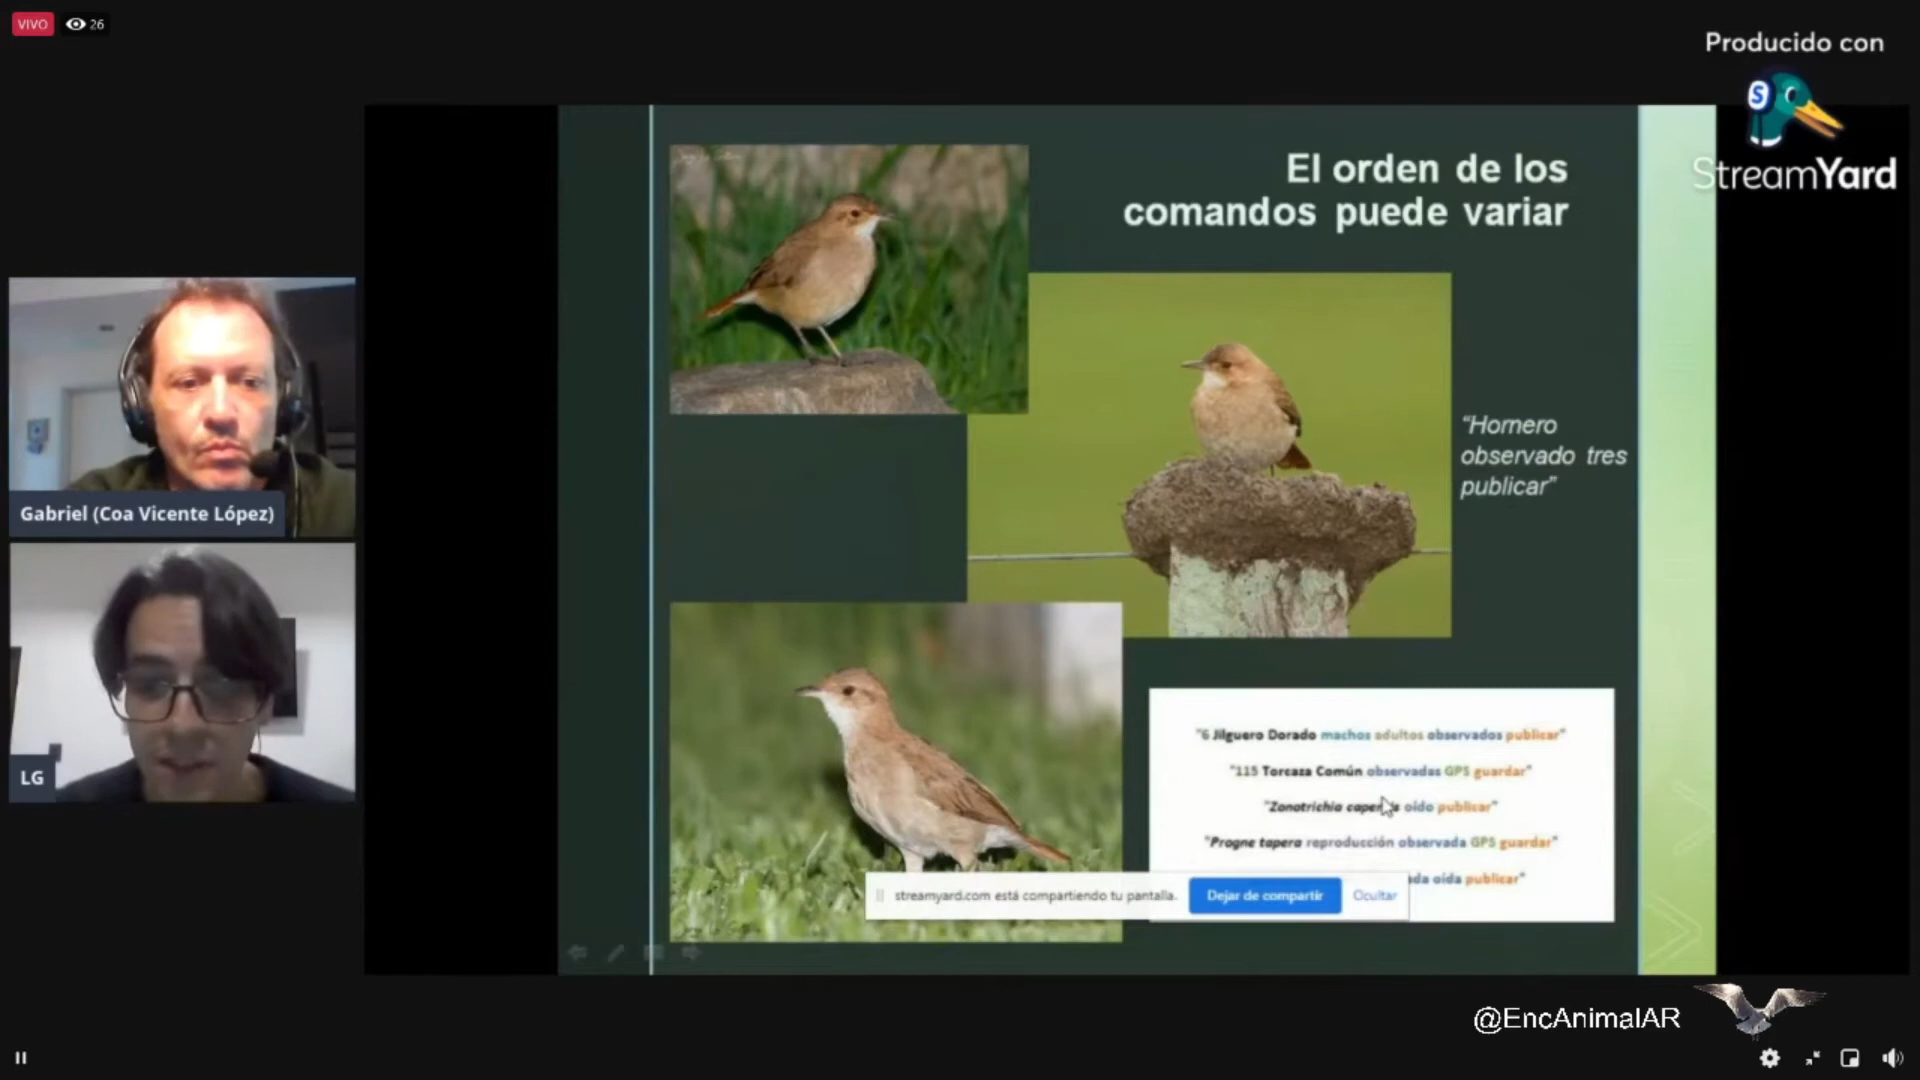 VIVO 26
Producido con
StreamYard
El orden de los
comandos puede variar
“Hornero
observado tres
publicar”
Gabriel (Coa Vicente López)
LG
"6 Jilguero Dorado machos adultos observados publicar"
"115 Torcaza Común observadas GPS guardar"
"Zonotrichia oído publicar"
"Progne tapera reproducción observada GPS guardar"
oída publicar"
streamyard.com está compartiendo tu pantalla.
Dejar de compartir
Ocultar
@EncAnimalAR